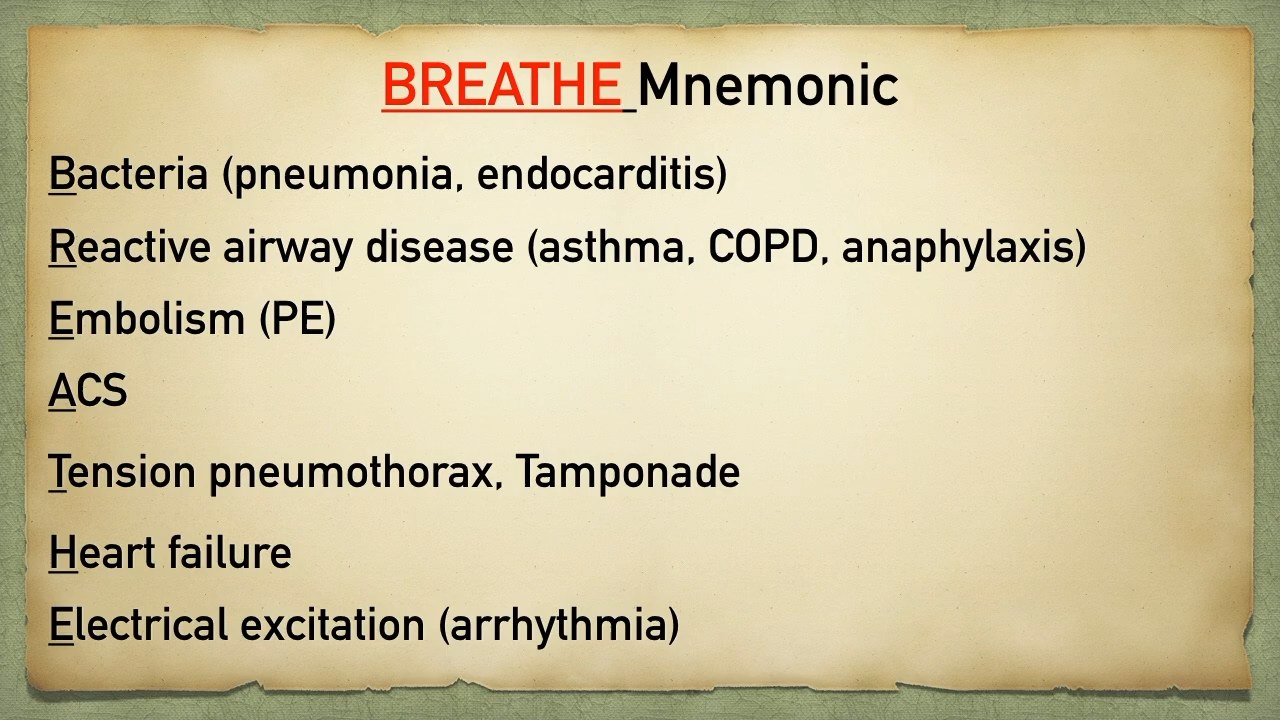 BREATHE Mnemonic
Bacteria (pneumonia, endocarditis)
Reactive airway disease (asthma, COPD, anaphylaxis)
Embolism (PE)
ACS
Tension pneumothorax, Tamponade
Heart failure
Electrical excitation (arrhythmia)